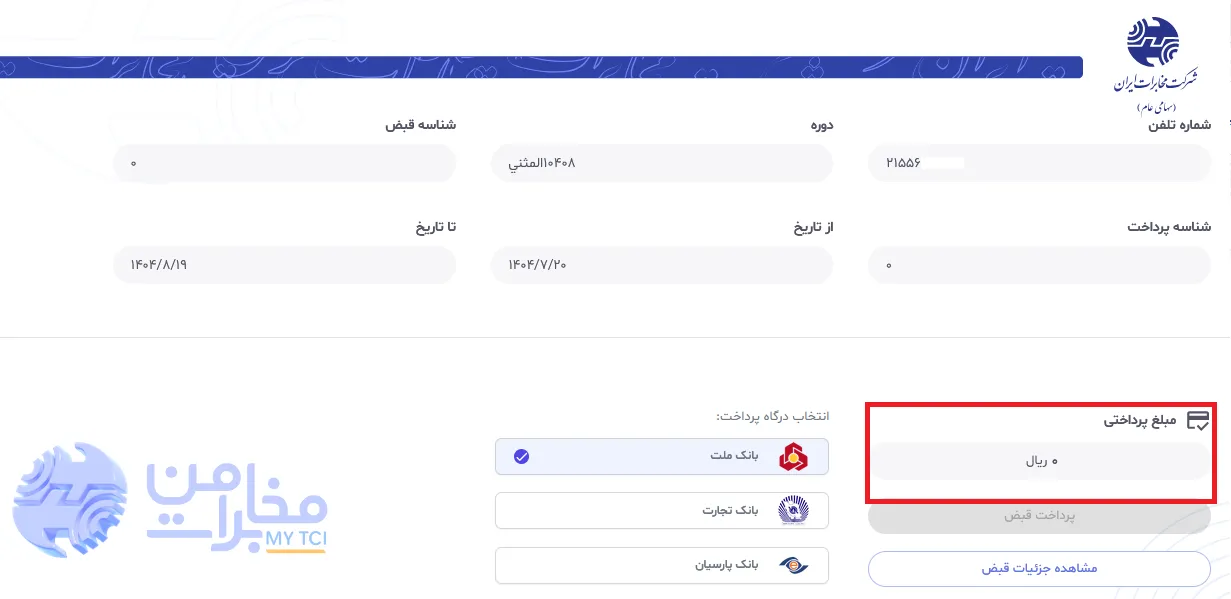 شرکت مخابرات ایران
(سهامی عام)
شماره تلفن
دوره
شناسه قبض
۲۱۵۵۶
۱۰۴۰۸المثني
۰
شناسه پرداخت
از تاریخ
تا تاریخ
۰
۱۴۰۴/۷/۲۰
۱۴۰۴/۸/۱۹
مبلغ پرداختی
۰ ریال
پرداخت قبض
مشاهده جزئیات قبض
انتخاب درگاه پرداخت:
بانک ملت
بانک تجارت
بانک پارسیان
مخابرات من
MY TCI